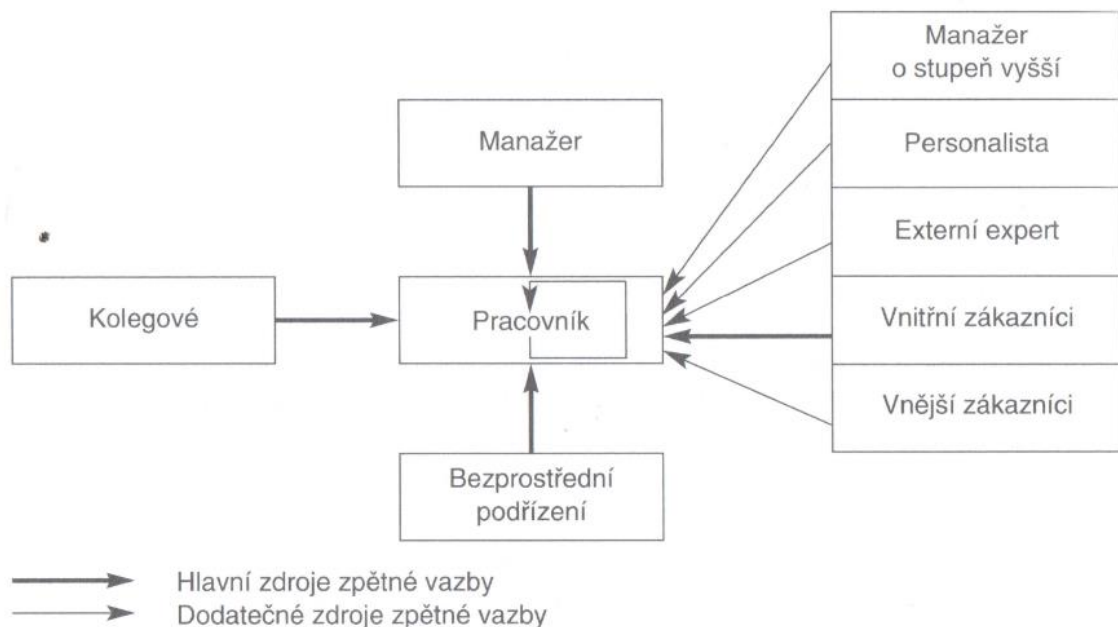 Manažer
o stupeň vyšší
Manažer
Personalista
Externí expert
Kolegové
Pracovník
Vnitřní zákazníci
Vnější zákazníci
Bezprostřední
podřízení
Hlavní zdroje zpětné vazby
Dodatečné zdroje zpětné vazby